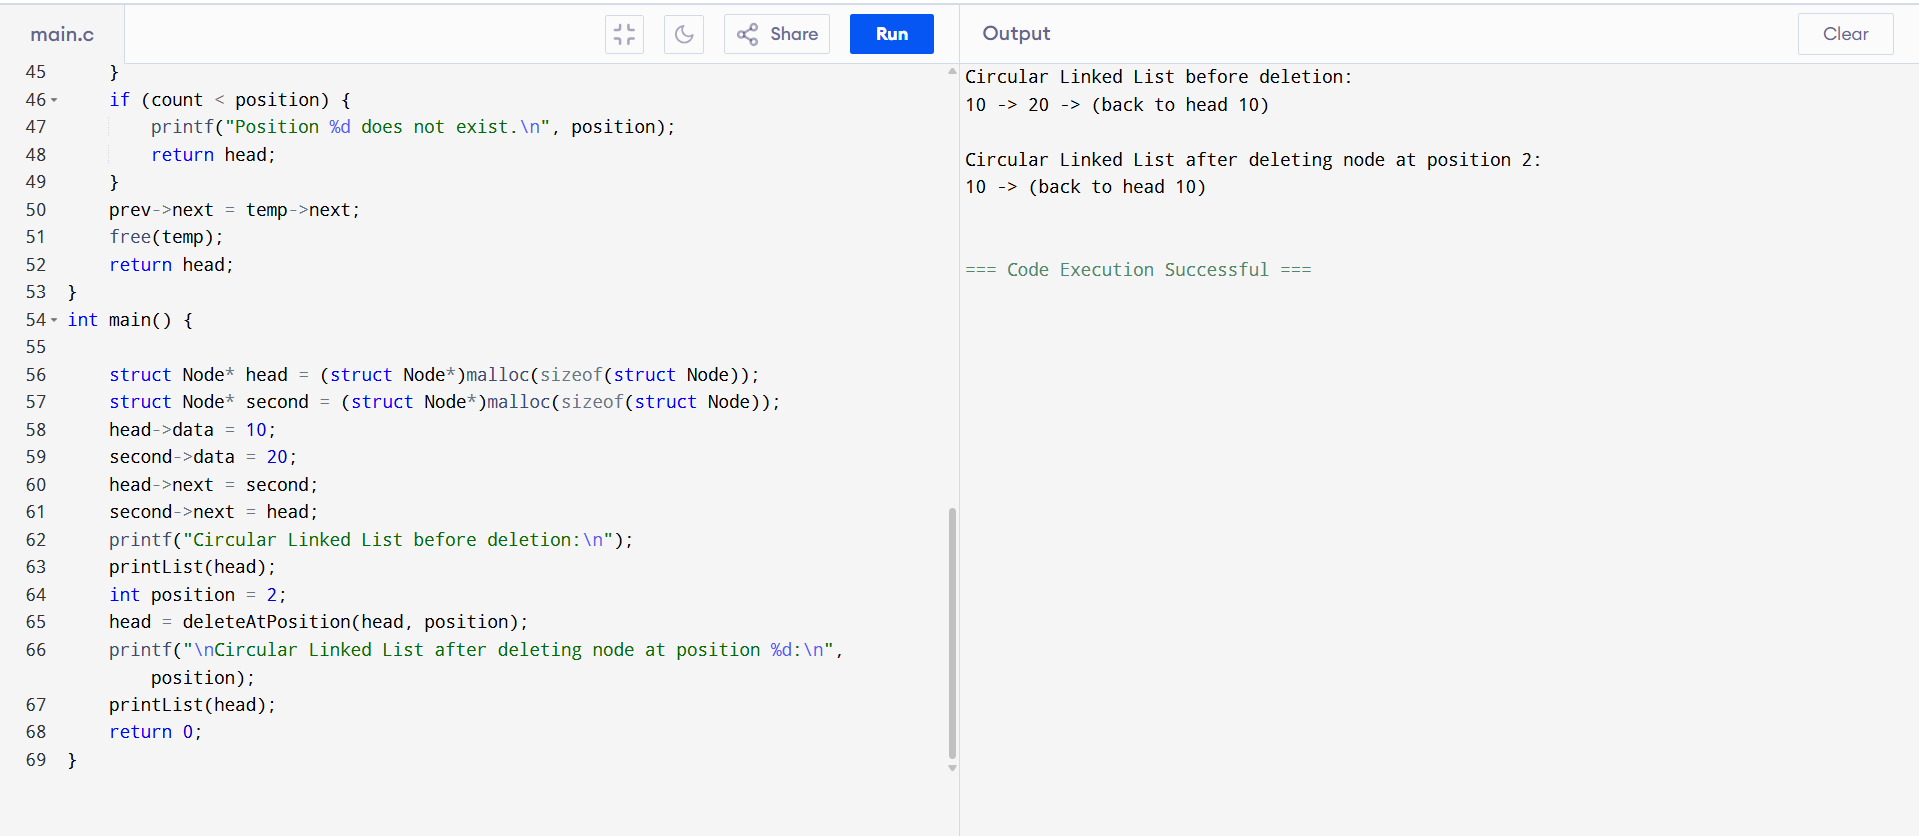 main.c
Share
Run
Output
Clear
45 }
46 if (count < position) {
47 printf("Position %d does not exist.\n", position);
48 return head;
49 }
50 prev->next = temp->next;
51 free(temp);
52 return head;
53 }
54 int main() {
55
56 struct Node* head = (struct Node*)malloc(sizeof(struct Node));
57 struct Node* second = (struct Node*)malloc(sizeof(struct Node));
58 head->data = 10;
59 second->data = 20;
60 head->next = second;
61 second->next = head;
62 printf("Circular Linked List before deletion:\n");
63 printList(head);
64 int position = 2;
65 head = deleteAtPosition(head, position);
66 printf("\nCircular Linked List after deleting node at position %d:\n",
position);
67 printList(head);
68 return 0;
69 }
Circular Linked List before deletion:
10 -> 20 -> (back to head 10)
Circular Linked List after deleting node at position 2:
10 -> (back to head 10)
=== Code Execution Successful ===